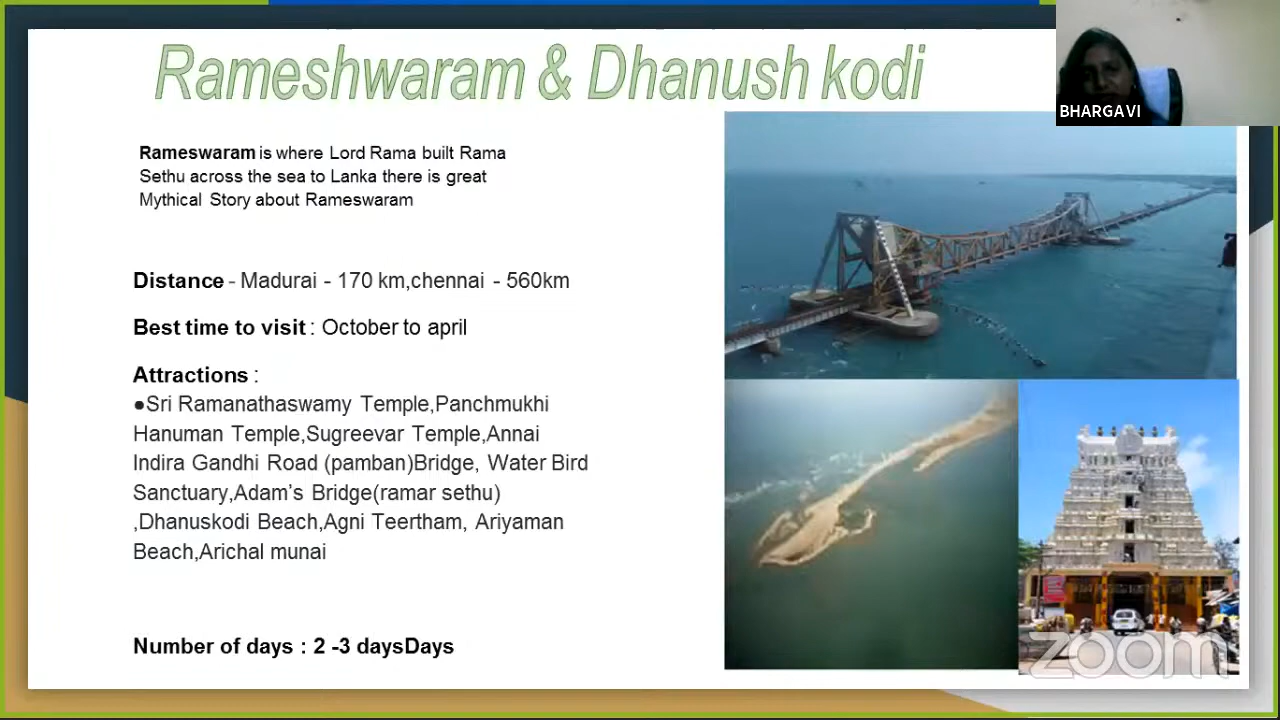 Rameshwaram & Dhanush kodi
BHARGAVI
Rameswaram is where Lord Rama built Rama
Sethu across the sea to Lanka there is great
Mythical Story about Rameswaram
Distance - Madurai - 170 km,chennai - 560km
Best time to visit : October to april
Attractions :
●Sri Ramanathaswamy Temple,Panchmukhi
Hanuman Temple,Sugreevar Temple,Annai
Indira Gandhi Road (pamban)Bridge, Water Bird
Sanctuary,Adam’s Bridge(ramar sethu)
,Dhanuskodi Beach,Agni Teertham, Ariyaman
Beach,Arichal munai
Number of days : 2 -3 daysDays
zoom